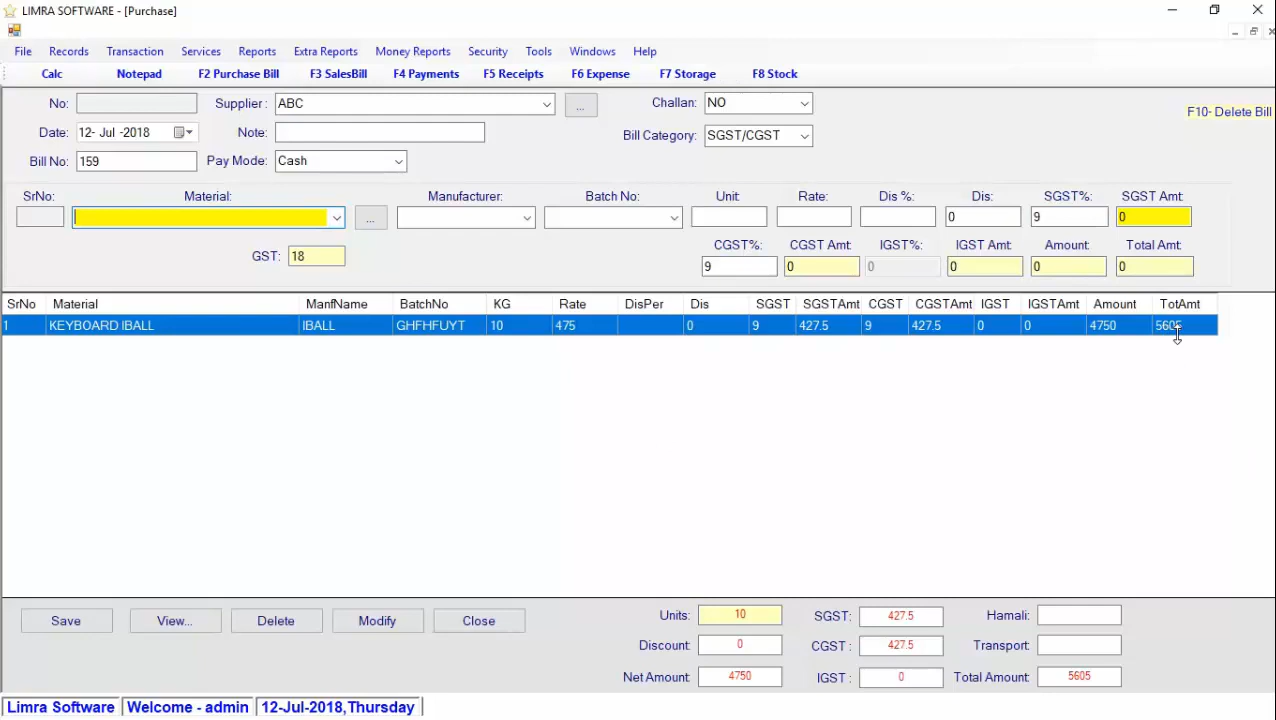 LIMRA SOFTWARE - [Purchase]
File Records Transaction Services Reports Extra Reports Money Reports Security Tools Windows Help
Calc Notepad F2 Purchase Bill F3 SalesBill F4 Payments F5 Receipts F6 Expense F7 Storage F8 Stock
No: Supplier : ABC ... Challan: NO
F10- Delete Bill
Date: 12- Jul -2018 Note: Bill Category: SGST/CGST
Bill No: 159 Pay Mode: Cash
SrNo: Material: Manufacturer: Batch No: Unit: Rate: Dis %: Dis: SGST%: SGST Amt:
... 0 9 0
CGST%: CGST Amt: IGST%: IGST Amt: Amount: Total Amt:
GST: 18
9 0 0 0 0 0
SrNo Material ManfName BatchNo KG Rate DisPer Dis SGST SGSTAmt CGST CGSTAmt IGST IGSTAmt Amount TotAmt
1 KEYBOARD IBALL IBALL GHFHFUYT 10 475 0 9 427.5 9 427.5 0 0 4750 5605
Save View... Delete Modify Close
Units: 10 SGST: 427.5 Hamali:
Discount: 0 CGST : 427.5 Transport:
Net Amount: 4750 IGST : 0 Total Amount: 5605
Limra Software Welcome - admin 12-Jul-2018,Thursday